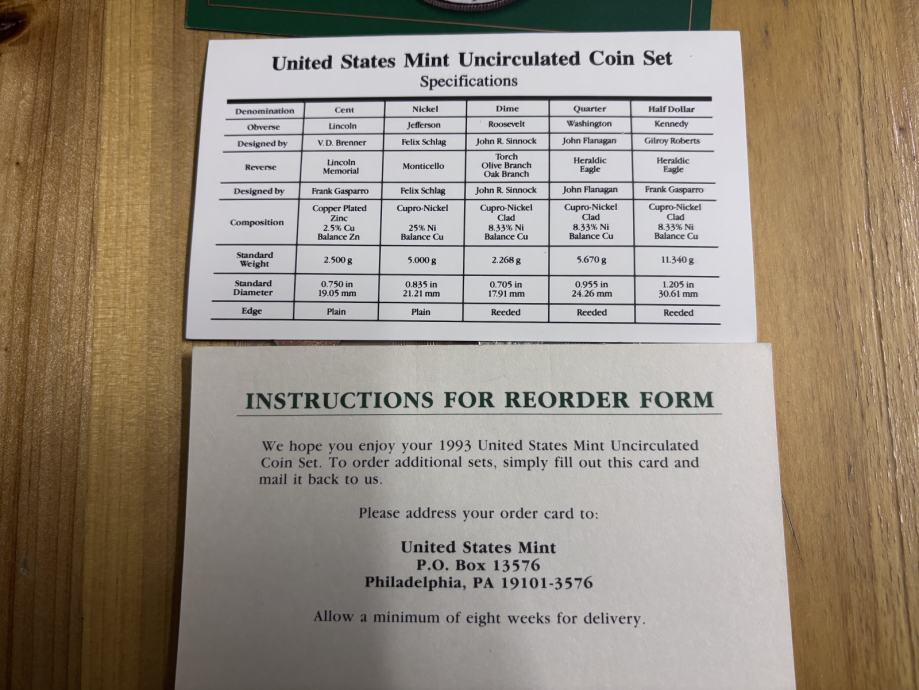 United States Mint Uncirculated Coin Set
Specifications
Denomination Cent Nickel Dime Quarter Half Dollar
Obverse Lincoln Jefferson Roosevelt Washington Kennedy
Designed by V.D. Brenner Felix Schlag John R. Sinnock John Flanagan Gilroy Roberts
Reverse Lincoln Memorial Monticello Torch Olive Branch Oak Branch Heraldic Eagle Heraldic Eagle
Designed by Frank Gasparro Felix Schlag John R. Sinnock John Flanagan Frank Gasparro
Composition Copper Plated Zinc 2.5% Cu Balance Zn Cupro-Nickel 25% Ni Balance Cu Cupro-Nickel Clad 8.33% Ni Balance Cu Cupro-Nickel Clad 8.33% Ni Balance Cu Cupro-Nickel Clad 8.33% Ni Balance Cu
Standard Weight 2.500 g 5.000 g 2.268 g 5.670 g 11.340 g
Standard Diameter 0.750 in 19.05 mm 0.835 in 21.21 mm 0.705 in 17.91 mm 0.955 in 24.26 mm 1.205 in 30.61 mm
Edge Plain Plain Reeded Reeded Reeded
INSTRUCTIONS FOR REORDER FORM
We hope you enjoy your 1993 United States Mint Uncirculated
Coin Set. To order additional sets, simply fill out this card and
mail it back to us.
Please address your order card to:
United States Mint
P.O. Box 13576
Philadelphia, PA 19101-3576
Allow a minimum of eight weeks for delivery.